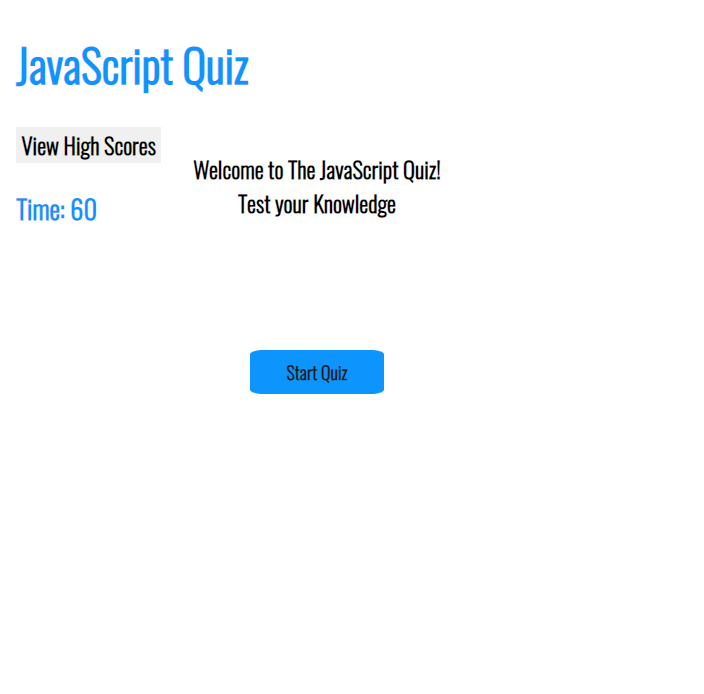 JavaScript Quiz
View High Scores
Welcome to The JavaScript Quiz!
Test your Knowledge
Time: 60
Start Quiz